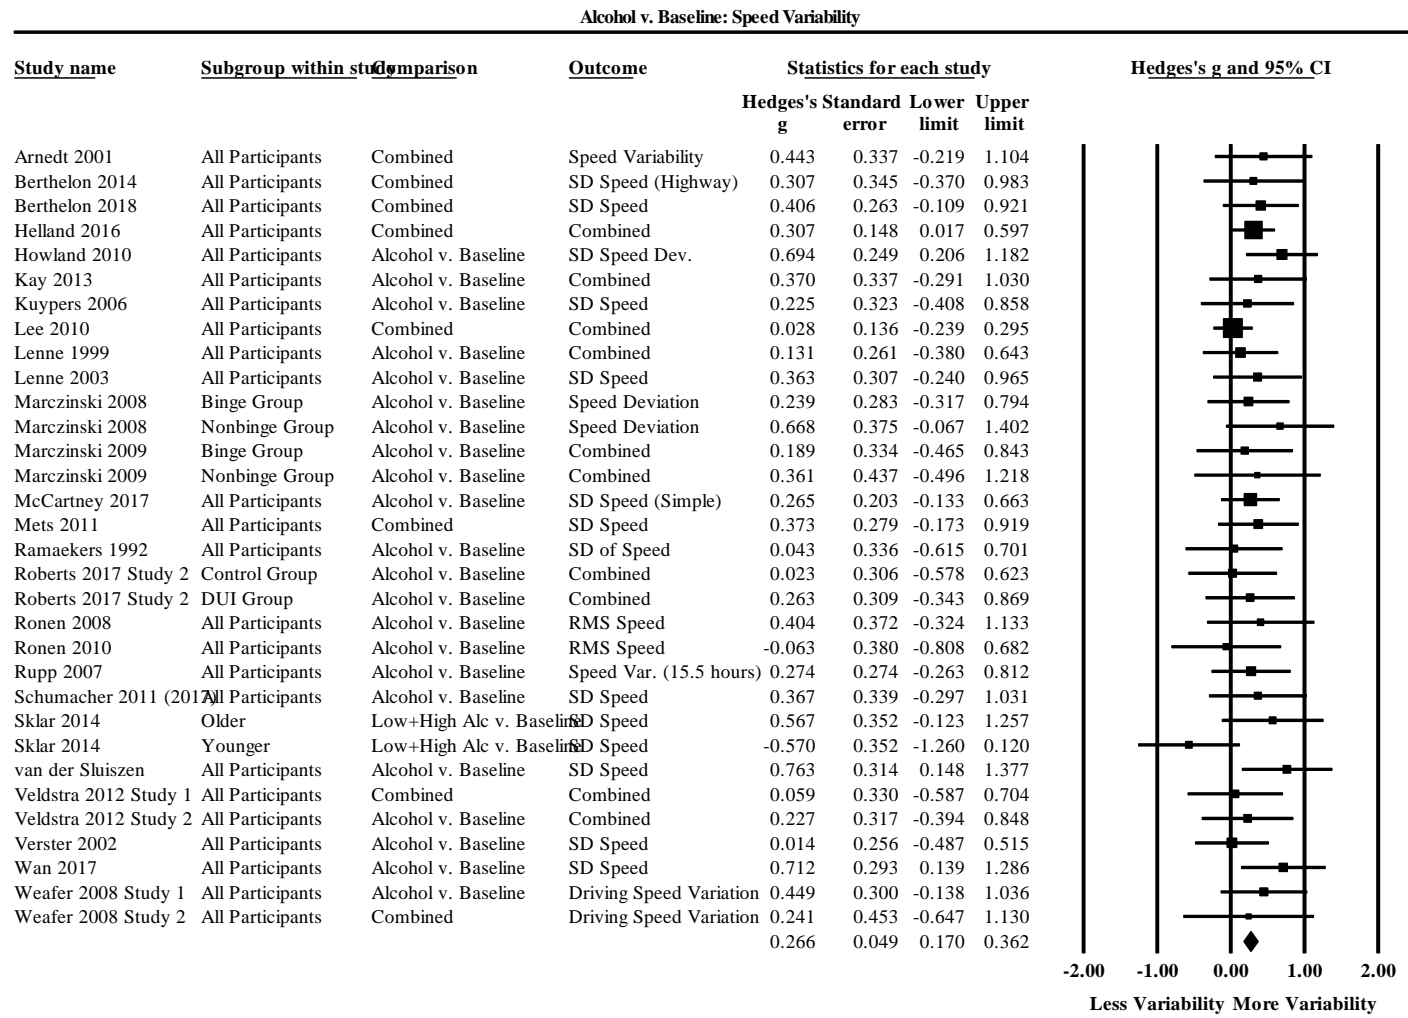 Alcohol v. Baseline: Speed Variability
Study name Subgroup within study Comparison Outcome Statistics for each study Hedges's g and 95% CI
Hedges's Standard Lower Upper
g error limit limit
Arnedt 2001 All Participants Combined Speed Variability 0.443 0.337 -0.219 1.104
Berthelon 2014 All Participants Combined SD Speed (Highway) 0.307 0.345 -0.370 0.983
Berthelon 2018 All Participants Combined SD Speed 0.406 0.263 -0.109 0.921
Helland 2016 All Participants Combined Combined 0.307 0.148 0.017 0.597
Howland 2010 All Participants Alcohol v. Baseline SD Speed Dev. 0.694 0.249 0.206 1.182
Kay 2013 All Participants Alcohol v. Baseline Combined 0.370 0.337 -0.291 1.030
Kuypers 2006 All Participants Alcohol v. Baseline SD Speed 0.225 0.323 -0.408 0.858
Lee 2010 All Participants Combined Combined 0.028 0.136 -0.239 0.295
Lenne 1999 All Participants Alcohol v. Baseline Combined 0.131 0.261 -0.380 0.643
Lenne 2003 All Participants Alcohol v. Baseline SD Speed 0.363 0.307 -0.240 0.965
Marczinski 2008 Binge Group Alcohol v. Baseline Speed Deviation 0.239 0.283 -0.317 0.794
Marczinski 2008 Nonbinge Group Alcohol v. Baseline Speed Deviation 0.668 0.375 -0.067 1.402
Marczinski 2009 Binge Group Alcohol v. Baseline Combined 0.189 0.334 -0.465 0.843
Marczinski 2009 Nonbinge Group Alcohol v. Baseline Combined 0.361 0.437 -0.496 1.218
McCartney 2017 All Participants Alcohol v. Baseline SD Speed (Simple) 0.265 0.203 -0.133 0.663
Mets 2011 All Participants Combined SD Speed 0.373 0.279 -0.173 0.919
Ramaekers 1992 All Participants Alcohol v. Baseline SD of Speed 0.043 0.336 -0.615 0.701
Roberts 2017 Study 2 Control Group Alcohol v. Baseline Combined 0.023 0.306 -0.578 0.623
Roberts 2017 Study 2 DUI Group Alcohol v. Baseline Combined 0.263 0.309 -0.343 0.869
Ronen 2008 All Participants Alcohol v. Baseline RMS Speed 0.404 0.372 -0.324 1.133
Ronen 2010 All Participants Alcohol v. Baseline RMS Speed -0.063 0.380 -0.808 0.682
Rupp 2007 All Participants Alcohol v. Baseline Speed Var. (15.5 hours) 0.274 0.274 -0.263 0.812
Schumacher 2011 (2017) All Participants Alcohol v. Baseline SD Speed 0.367 0.339 -0.297 1.031
Sklar 2014 Older Low+High Alc v. Baseline SD Speed 0.567 0.352 -0.123 1.257
Sklar 2014 Younger Low+High Alc v. Baseline SD Speed -0.570 0.352 -1.260 0.120
van der Sluiszen All Participants Alcohol v. Baseline SD Speed 0.763 0.314 0.148 1.377
Veldstra 2012 Study 1 All Participants Combined Combined 0.059 0.330 -0.587 0.704
Veldstra 2012 Study 2 All Participants Alcohol v. Baseline Combined 0.227 0.317 -0.394 0.848
Verster 2002 All Participants Alcohol v. Baseline SD Speed 0.014 0.256 -0.487 0.515
Wan 2017 All Participants Alcohol v. Baseline SD Speed 0.712 0.293 0.139 1.286
Weafer 2008 Study 1 All Participants Alcohol v. Baseline Driving Speed Variation 0.449 0.300 -0.138 1.036
Weafer 2008 Study 2 All Participants Combined Driving Speed Variation 0.241 0.453 -0.647 1.130
0.266 0.049 0.170 0.362
-2.00 -1.00 0.00 1.00 2.00
Less Variability More Variability